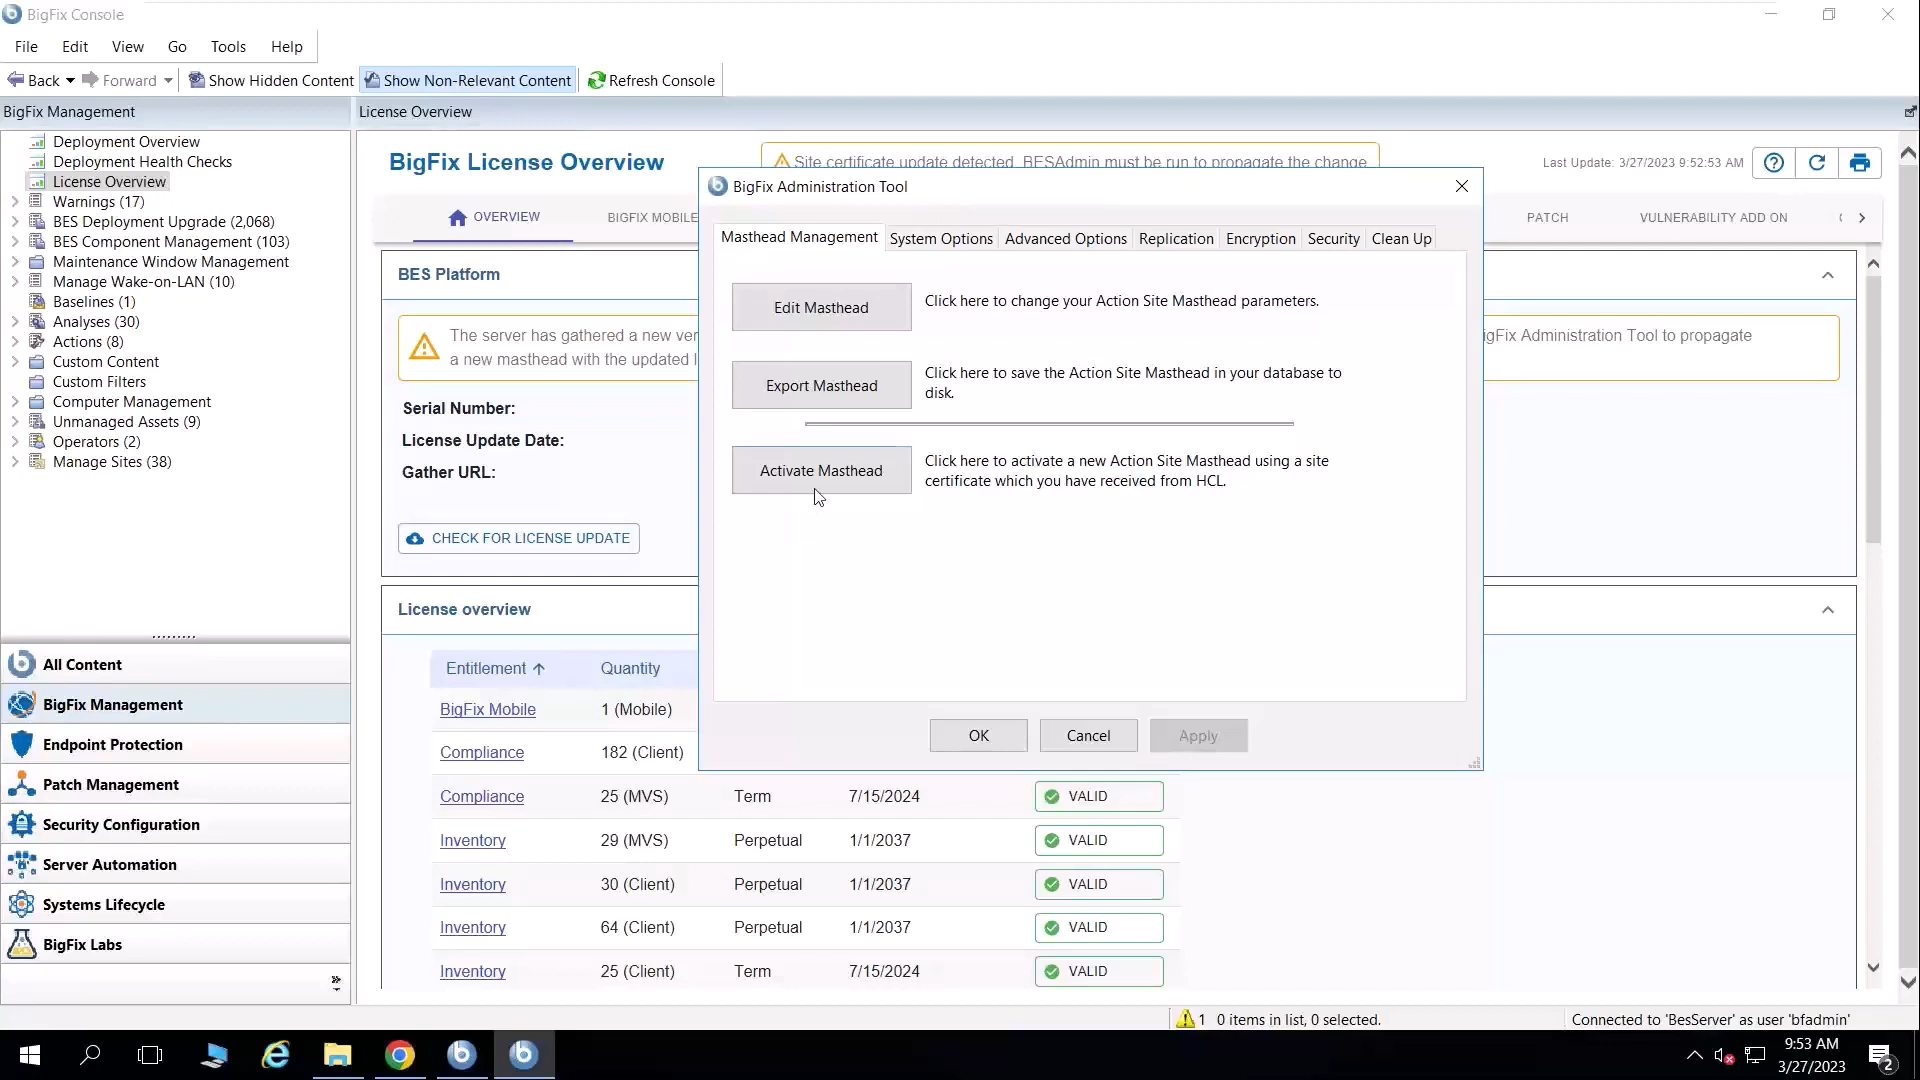 BigFix Console
File Edit View Go Tools Help
Back Forward Show Hidden Content Show Non-Relevant Content Refresh Console
BigFix Management
License Overview
Deployment Overview
Deployment Health Checks
License Overview
Warnings (17)
BES Deployment Upgrade (2,068)
BES Component Management (103)
Maintenance Window Management
Manage Wake-on-LAN (10)
Baselines (1)
Analyses (30)
Actions (8)
Custom Content
Custom Filters
Computer Management
Unmanaged Assets (9)
Operators (2)
Manage Sites (38)
All Content
BigFix Management
Endpoint Protection
Patch Management
Security Configuration
Server Automation
Systems Lifecycle
BigFix Labs
BigFix License Overview
Site certificate update detected. BESAdmin must be run to propagate the change
Last Update: 3/27/2023 9:52:53 AM
OVERVIEW BIGFIX MOBILE PATCH VULNERABILITY ADD ON
BES Platform
The server has gathered a new ver
igFix Administration Tool to propagate
a new masthead with the updated l
Serial Number:
License Update Date:
Gather URL:
CHECK FOR LICENSE UPDATE
License overview
Entitlement Quantity
BigFix Mobile 1 (Mobile)
Compliance 182 (Client)
Compliance 25 (MVS) Term 7/15/2024 VALID
Inventory 29 (MVS) Perpetual 1/1/2037 VALID
Inventory 30 (Client) Perpetual 1/1/2037 VALID
Inventory 64 (Client) Perpetual 1/1/2037 VALID
Inventory 25 (Client) Term 7/15/2024 VALID
BigFix Administration Tool
Masthead Management System Options Advanced Options Replication Encryption Security Clean Up
Edit Masthead
Click here to change your Action Site Masthead parameters.
Export Masthead
Click here to save the Action Site Masthead in your database to
disk.
Activate Masthead
Click here to activate a new Action Site Masthead using a site
certificate which you have received from HCL.
OK Cancel Apply
1 0 items in list, 0 selected.
Connected to 'BesServer' as user 'bfadmin'
9:53 AM
3/27/2023
2